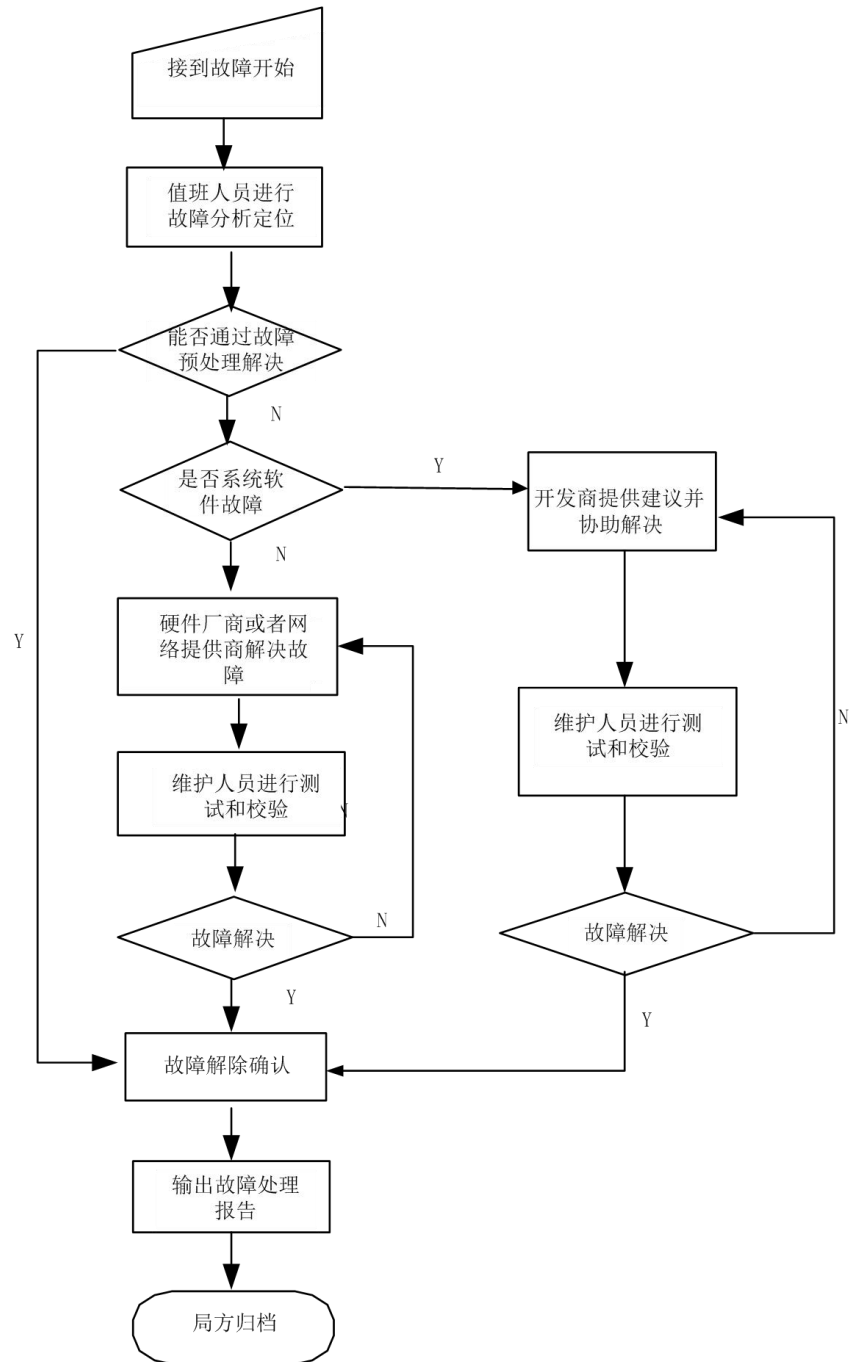 接到故障开始
值班人员进行
故障分析定位
能否通过故障
预处理解决
N
是否系统软
件故障
Y
开发商提供建议并
协助解决
N
硬件厂商或者网
络提供商解决故
障
Y
维护人员进行测
试和校验
N
维护人员进行测
试和校验
N
故障解决
N
故障解决
Y
Y
故障解除确认
输出故障处理
报告
局方归档